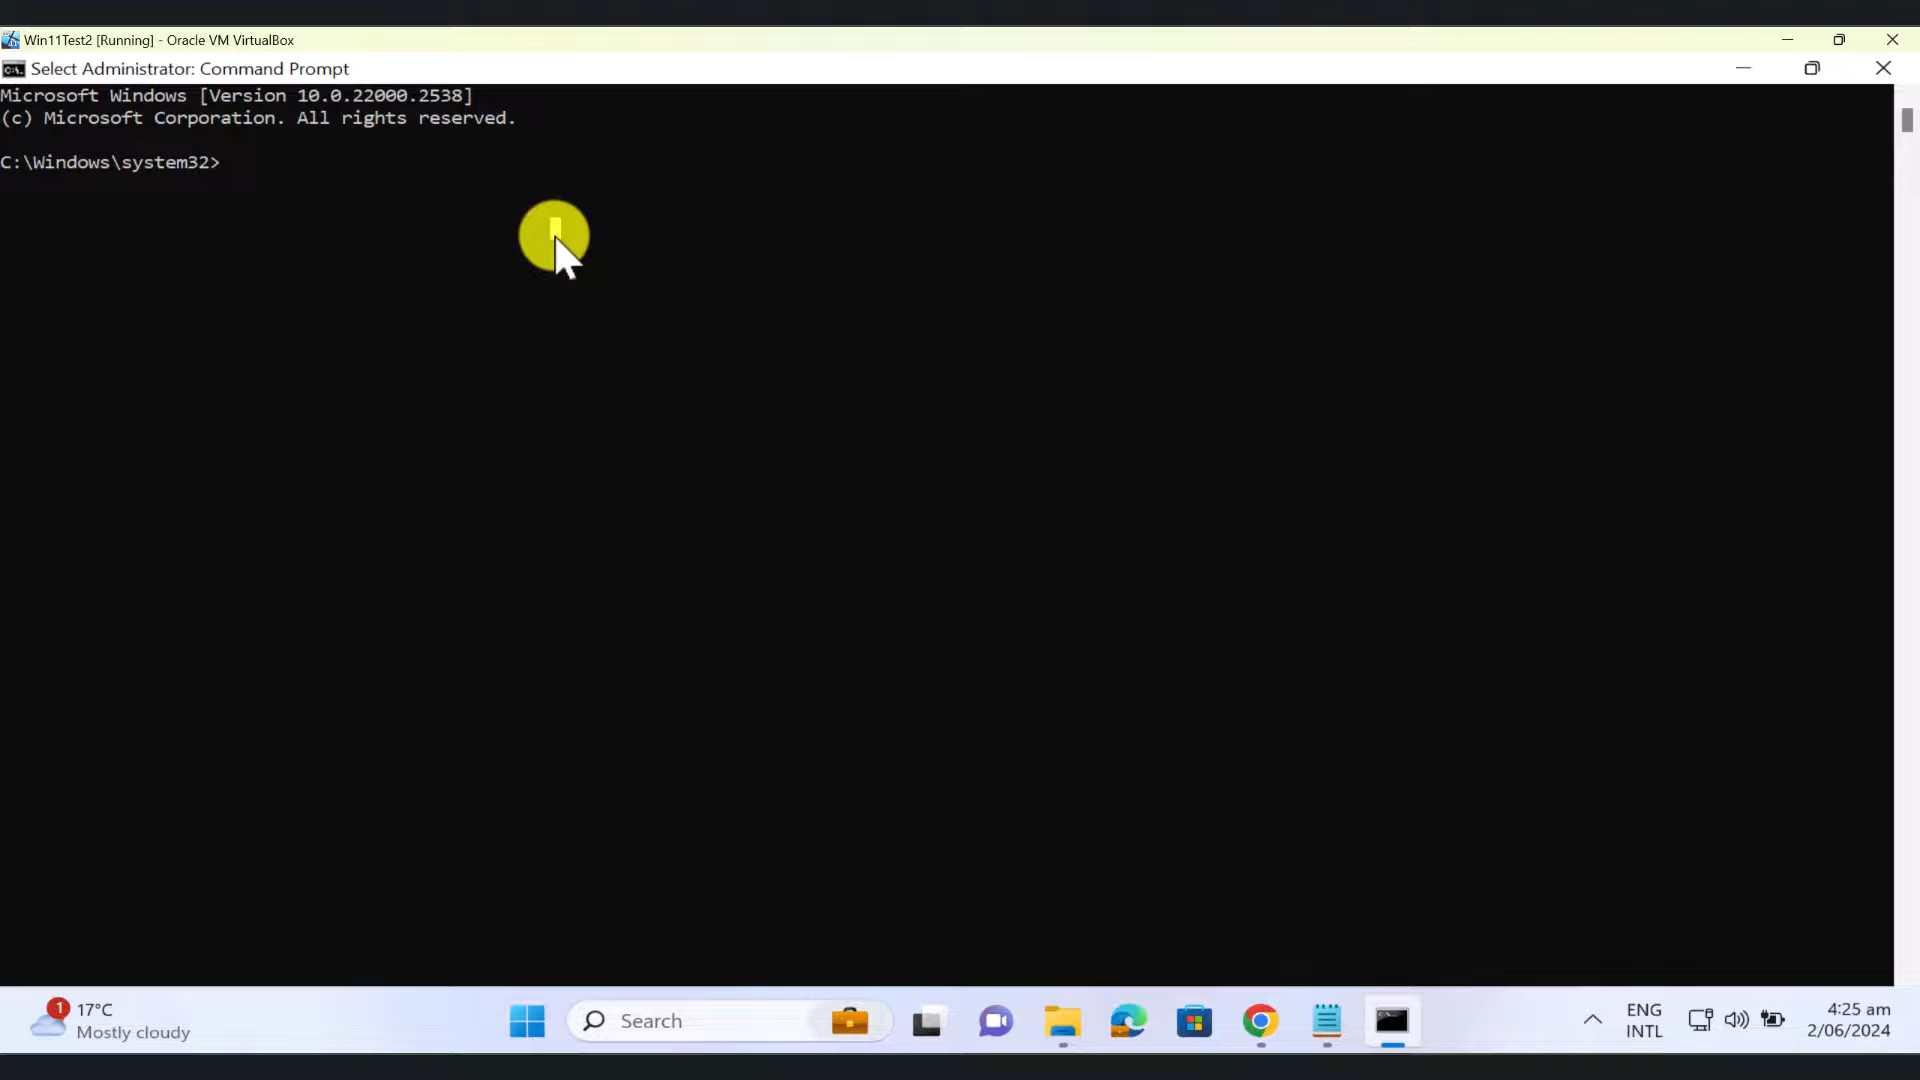 Win11Test2 [Running] - Oracle VM VirtualBox
Select Administrator: Command Prompt
Microsoft Windows [Version 10.0.22000.2538]
(c) Microsoft Corporation. All rights reserved.
C:\Windows\system32>
1
17°C
Mostly cloudy
Search
ENG
INTL
4:25 am
2/06/2024